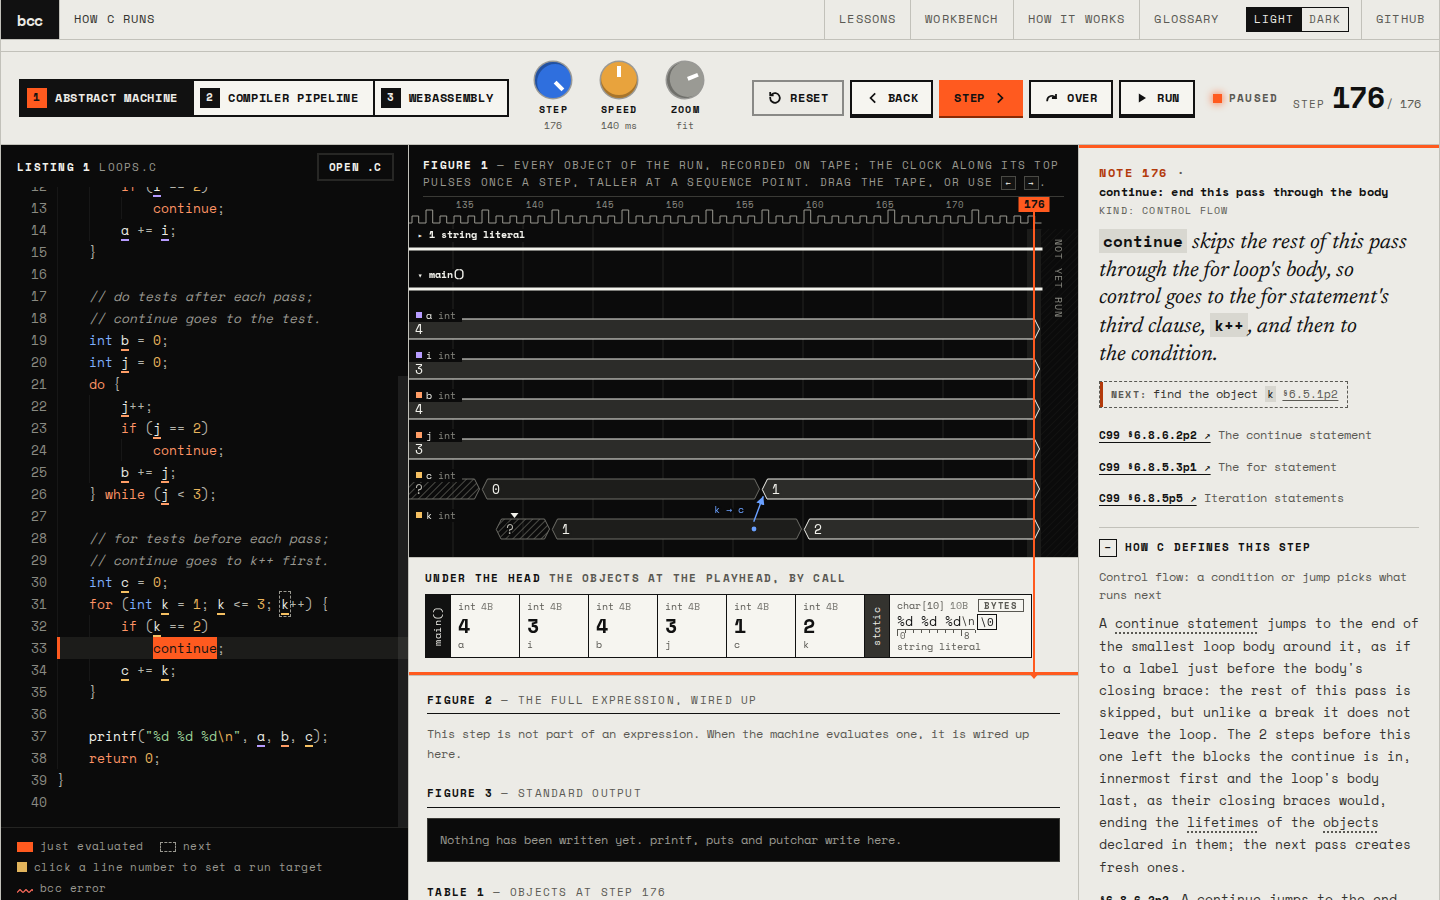 bcc HOW C RUNS LESSONS WORKBENCH HOW IT WORKS GLOSSARY LIGHT DARK GITHUB
1 ABSTRACT MACHINE 2 COMPILER PIPELINE 3 WEBASSEMBLY
STEP
176
SPEED
140 ms
ZOOM
fit
RESET BACK STEP OVER RUN PAUSED STEP 176 / 176
LISTING 1 LOOPS.C OPEN .C
12 if (i == 2)
13 continue;
14 a += i;
15 }
16
17 // do tests after each pass;
18 // continue goes to the test.
19 int b = 0;
20 int j = 0;
21 do {
22 j++;
23 if (j == 2)
24 continue;
25 b += j;
26 } while (j < 3);
27
28 // for tests before each pass;
29 // continue goes to k++ first.
30 int c = 0;
31 for (int k = 1; k <= 3; k++) {
32 if (k == 2)
33 continue;
34 c += k;
35 }
36
37 printf("%d %d %d\n", a, b, c);
38 return 0;
39 }
40
just evaluated next
click a line number to set a run target
bcc error
FIGURE 1 — EVERY OBJECT OF THE RUN, RECORDED ON TAPE; THE CLOCK ALONG ITS TOP
PULSES ONCE A STEP, TALLER AT A SEQUENCE POINT. DRAG THE TAPE, OR USE ← →.
135 140 145 150 155 160 165 170 176
▸ 1 string literal
▾ main()
NOT YET RUN
a int
4
i int
3
b int
4
j int
3
c int
? 0 1
k → c
k int
? 1 2
UNDER THE HEAD THE OBJECTS AT THE PLAYHEAD, BY CALL
main()
int 4B
4
a
int 4B
3
i
int 4B
4
b
int 4B
3
j
int 4B
1
c
int 4B
2
k
static
char[10] 10B BYTES
%d %d %d\n\0
0 8
string literal
FIGURE 2 — THE FULL EXPRESSION, WIRED UP
This step is not part of an expression. When the machine evaluates one, it is wired up
here.
FIGURE 3 — STANDARD OUTPUT
Nothing has been written yet. printf, puts and putchar write here.
TABLE 1 — OBJECTS AT STEP 176
NOTE 176 ·
continue: end this pass through the body
KIND: CONTROL FLOW
continue skips the rest of this pass
through the for loop's body, so
control goes to the for statement's
third clause, k++, and then to
the condition.
NEXT: find the object k §6.5.1p2
C99 §6.8.6.2p2 ↗ The continue statement
C99 §6.8.5.3p1 ↗ The for statement
C99 §6.8.5p5 ↗ Iteration statements
− HOW C DEFINES THIS STEP
Control flow: a condition or jump picks what
runs next
A continue statement jumps to the end of
the smallest loop body around it, as if
to a label just before the body's
closing brace: the rest of this pass is
skipped, but unlike a break it does not
leave the loop. The 2 steps before this
one left the blocks the continue is in,
innermost first and the loop's body
last, as their closing braces would,
ending the lifetimes of the objects
declared in them; the next pass creates
fresh ones.
§6.8.6.2p2 A continue jumps to the end